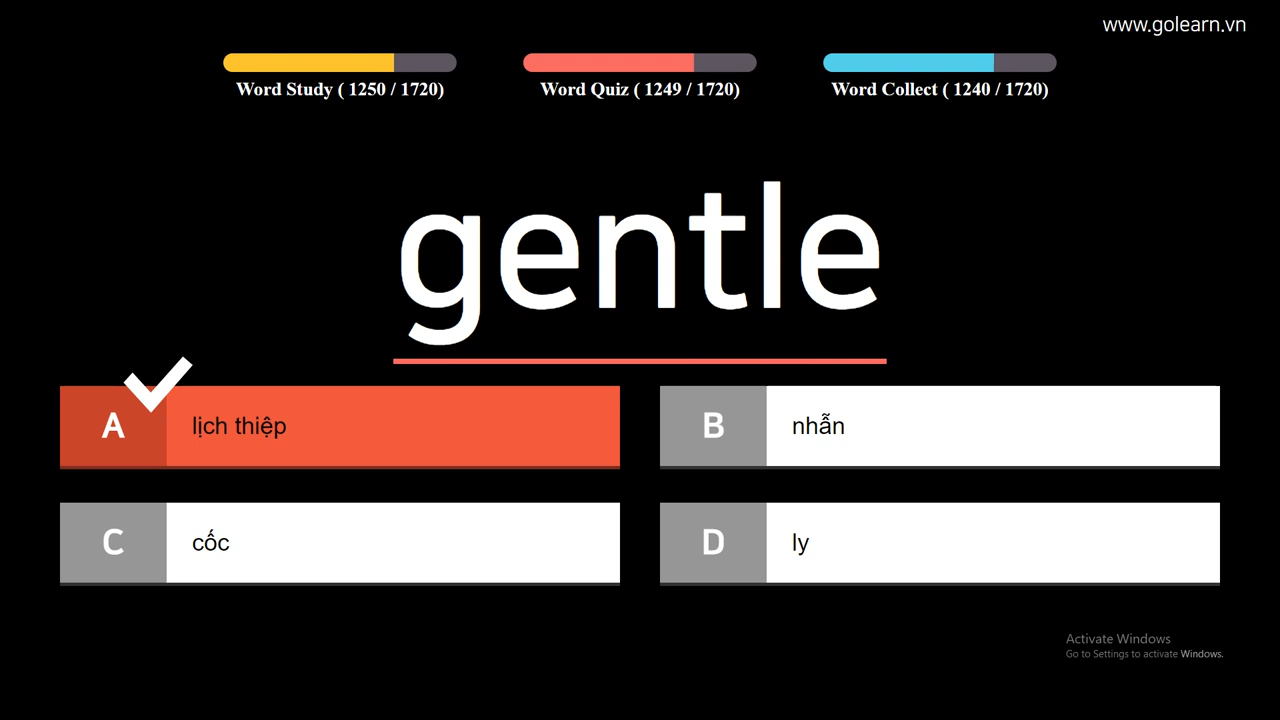 www.golearn.vn
Word Study ( 1250 / 1720)
Word Quiz ( 1249 / 1720)
Word Collect ( 1240 / 1720)
gentle
A lịch thiệp
B nhẫn
C cốc
D ly
Activate Windows
Go to Settings to activate Windows.